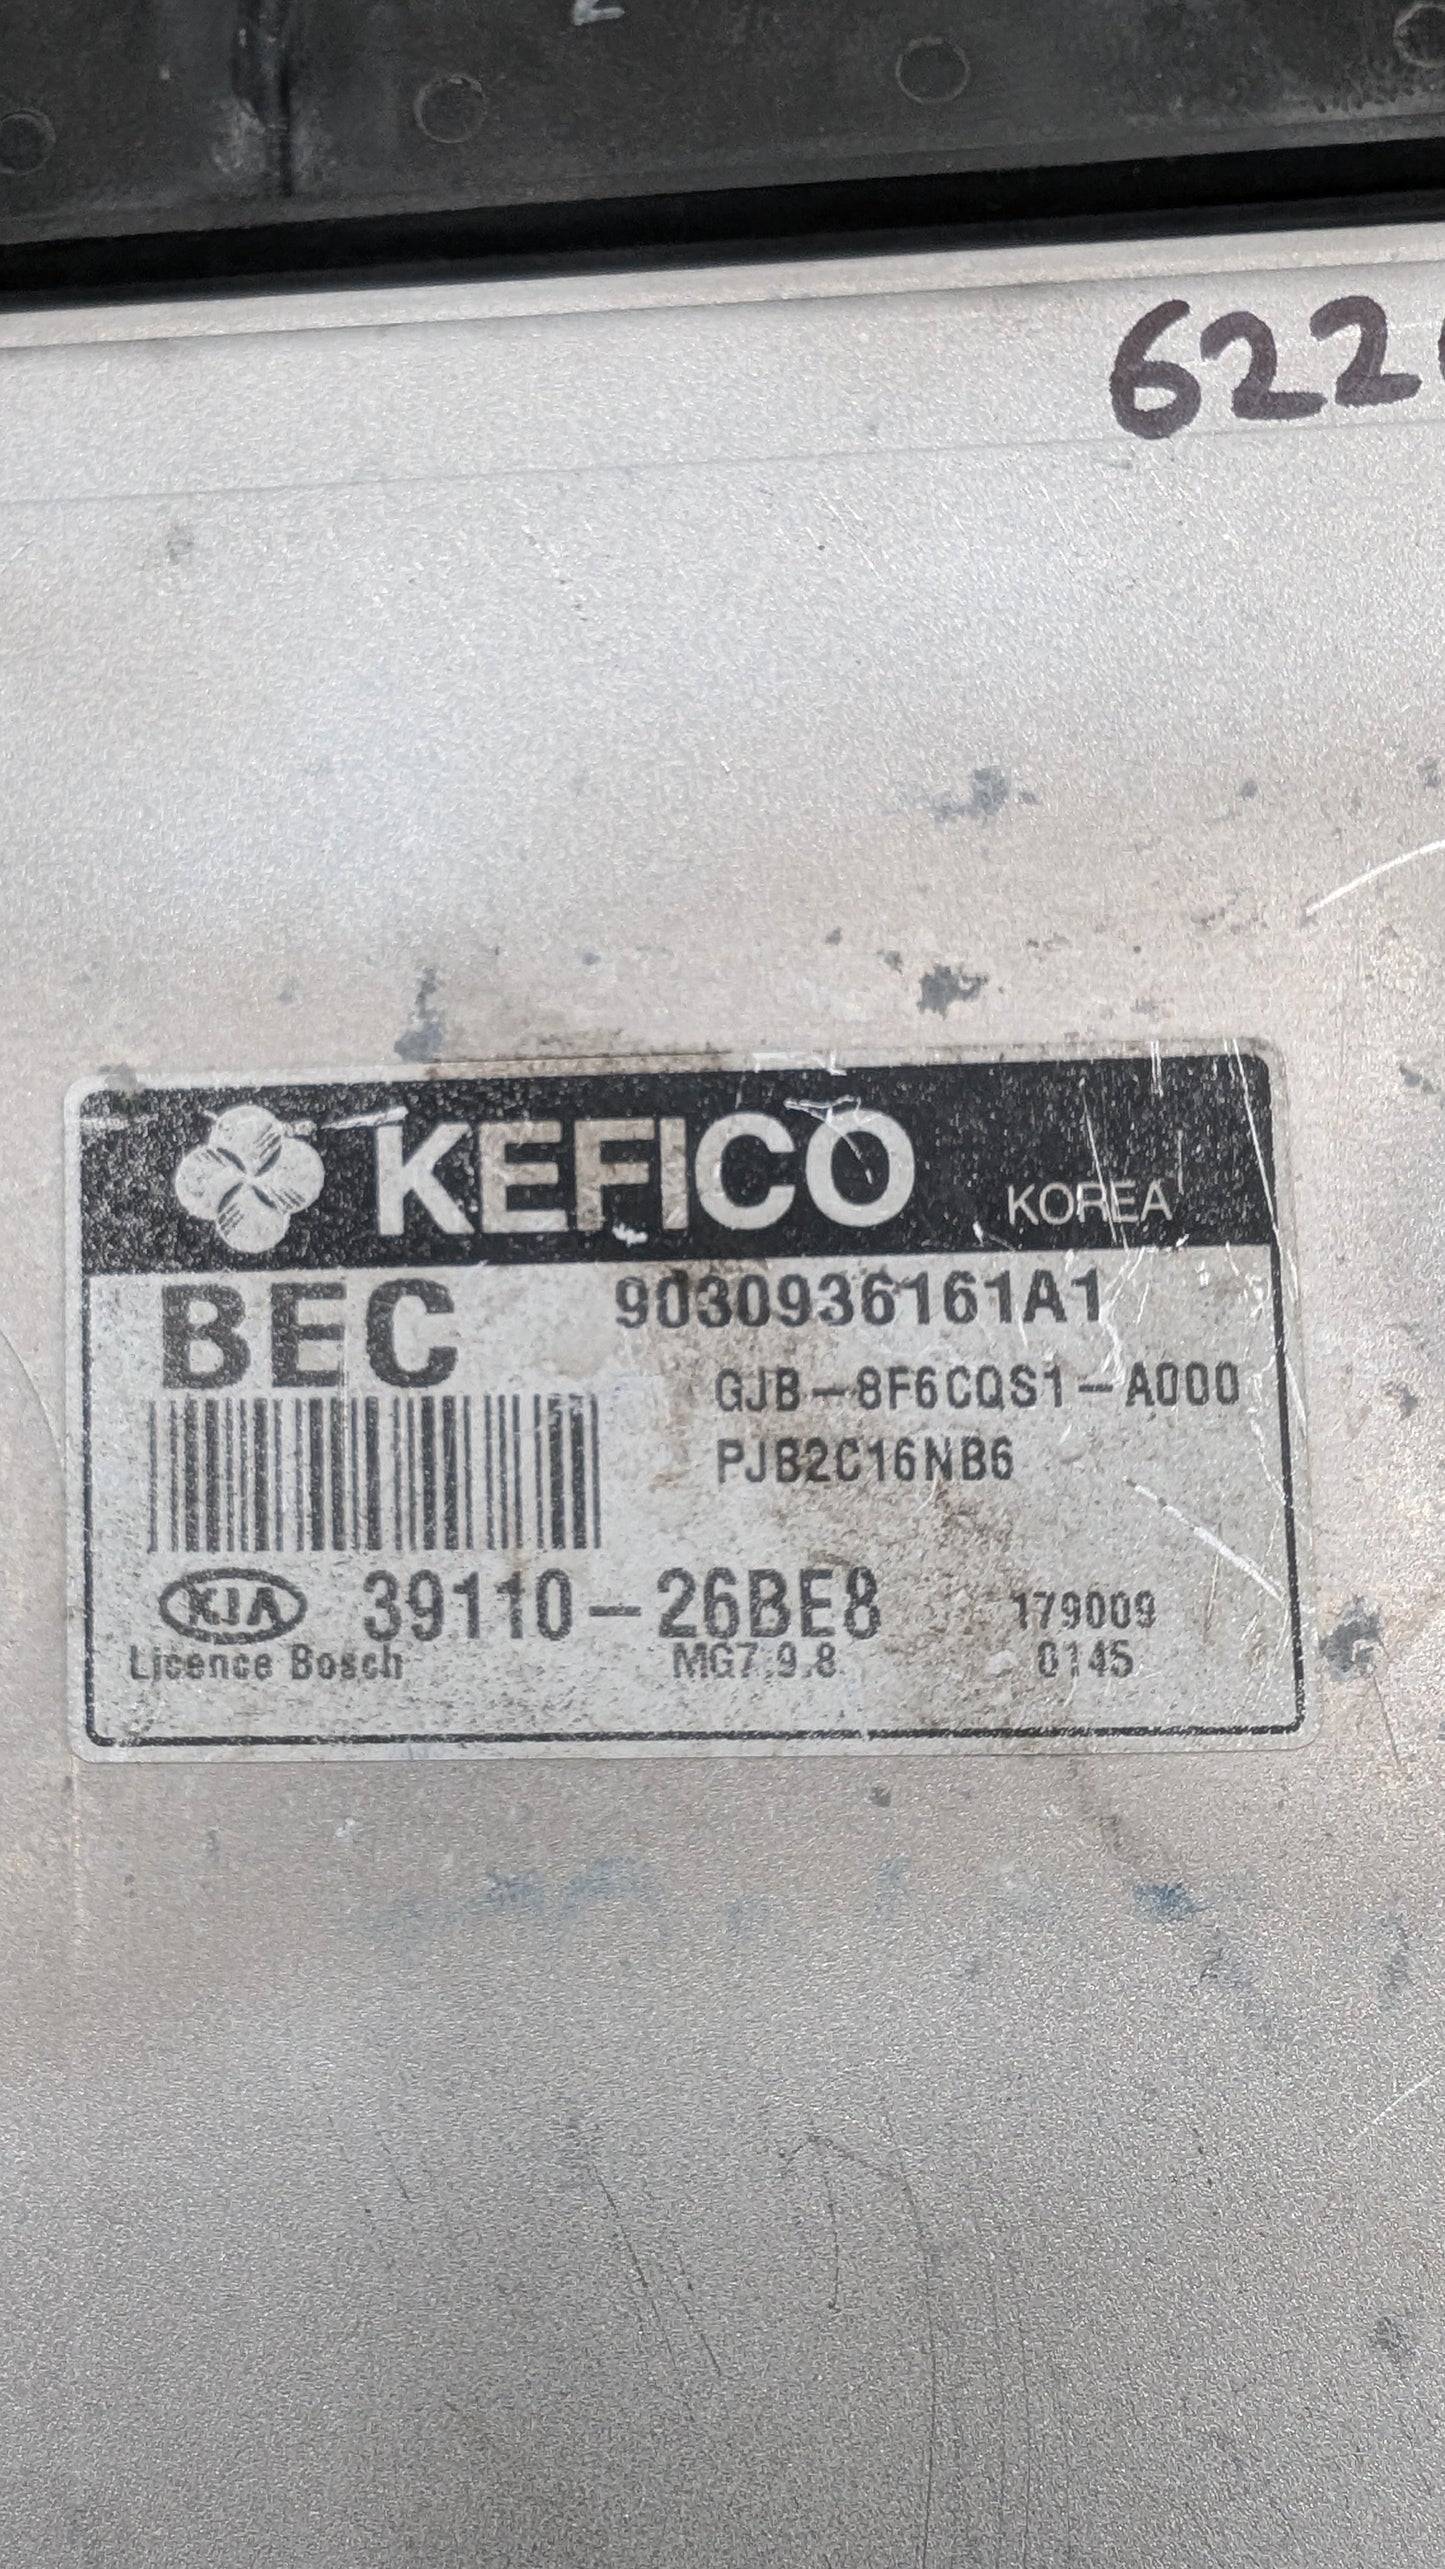 622
KEFICO KOREA
BEC 9030936161A1
GJB-8F6CQS1-A000
PJB2C16NB6
KIA 39110-26BE8 179009
Licence Bosch MG7.9.8 0145